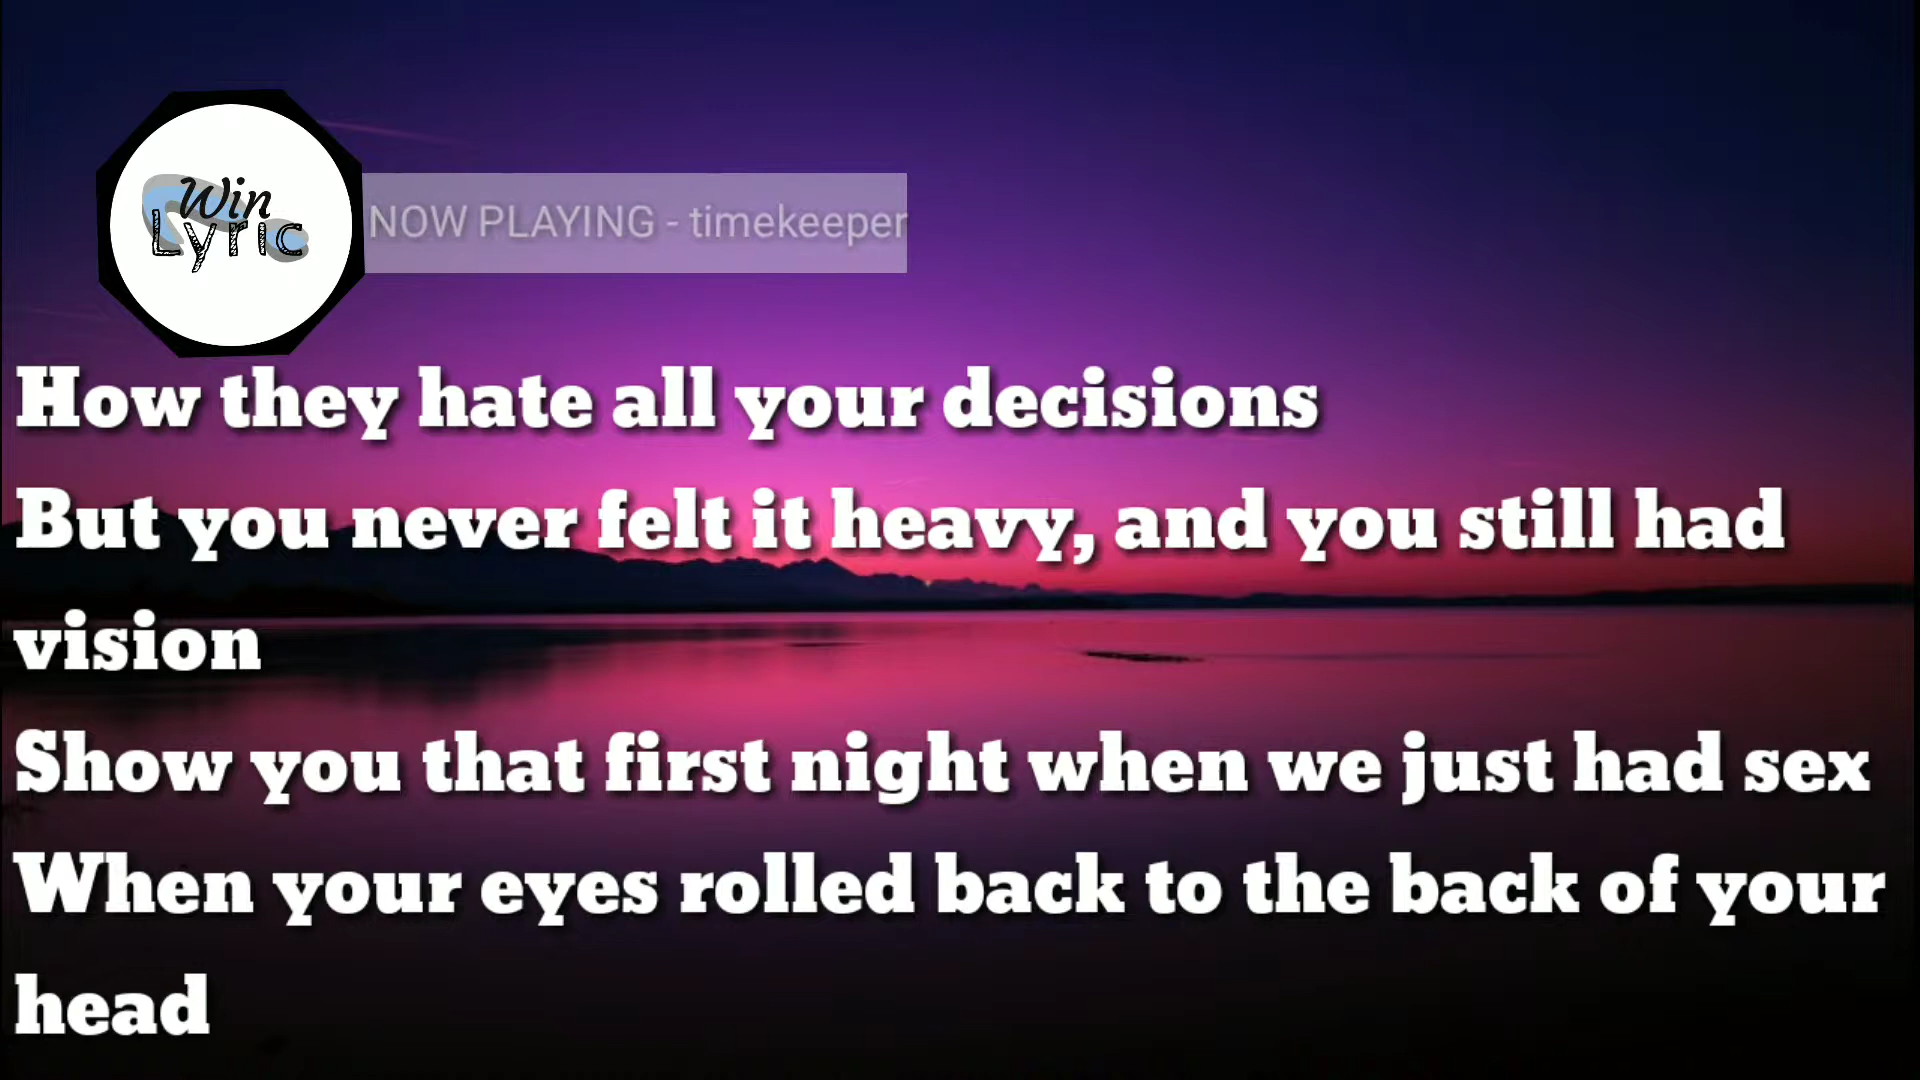 Win
Lyric
NOW PLAYING - timekeeper
How they hate all your decisions
But you never felt it heavy, and you still had
vision
Show you that first night when we just had sex
When your eyes rolled back to the back of your
head